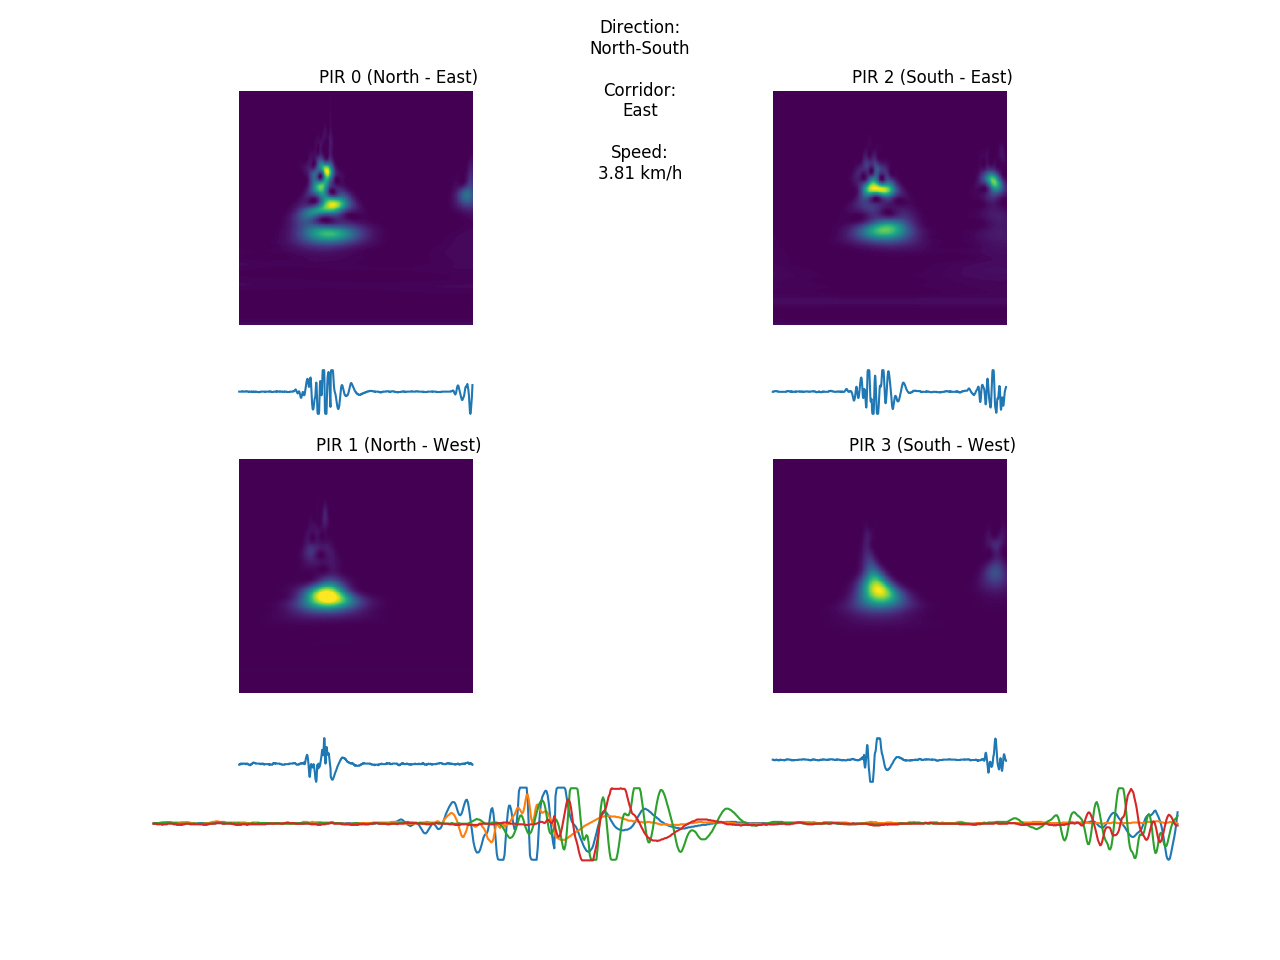 Direction:
North-South
Corridor:
East
Speed:
3.81 km/h
PIR 0 (North - East)
PIR 2 (South - East)
PIR 1 (North - West)
PIR 3 (South - West)